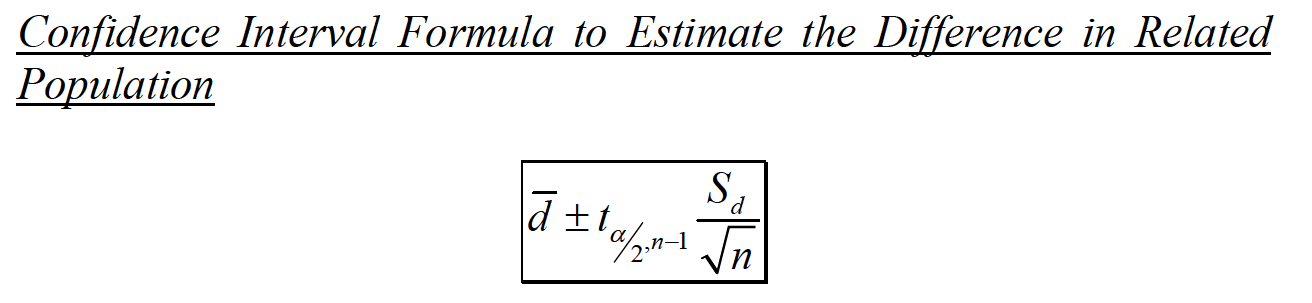 Confidence Interval Formula to Estimate the Difference in Related
Population
d̅ ± t_{α/2, n−1} S_d/√n